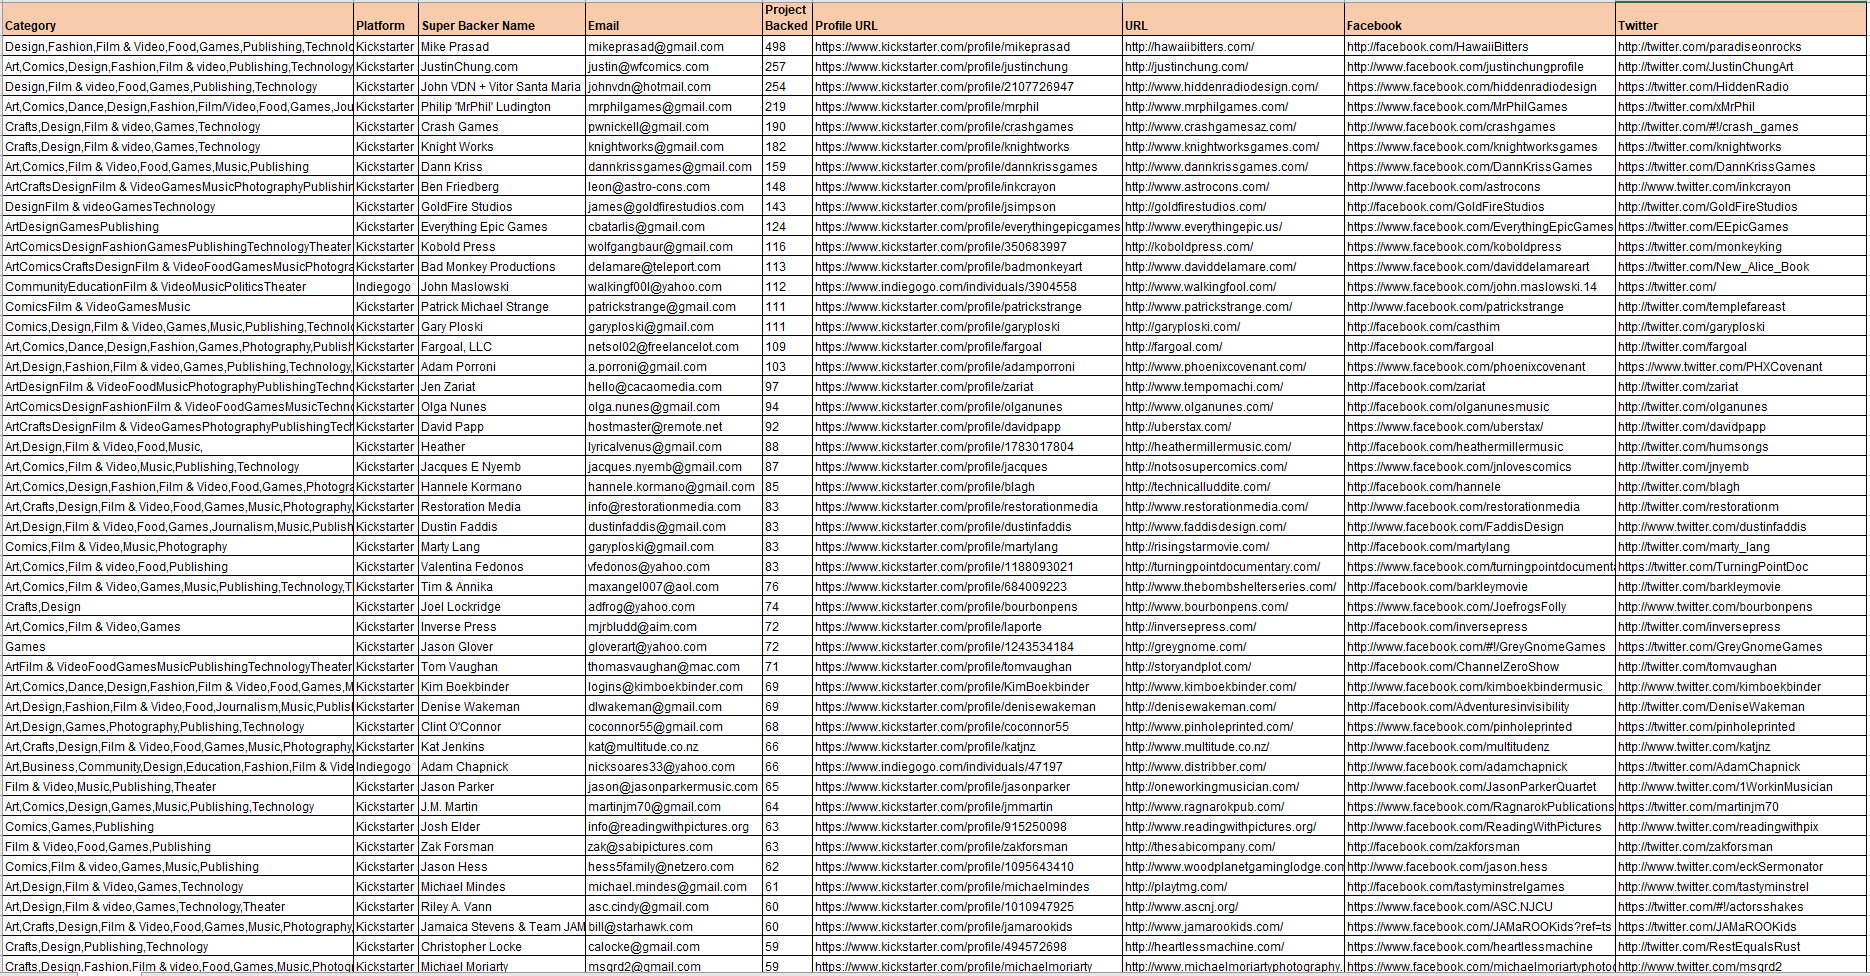 Category Platform Super Backer Name Email Project Backed Profile URL URL Facebook Twitter
Design,Fashion,Film & Video,Food,Games,Publishing,Technolo Kickstarter Mike Prasad mikeprasad@gmail.com 498 https://www.kickstarter.com/profile/mikeprasad http://hawaiibitters.com/ http://facebook.com/HawaiiBitters http://twitter.com/paradiseonrocks
Art,Comics,Design,Fashion,Film & video,Publishing,Technology Kickstarter JustinChung.com justin@wfcomics.com 257 https://www.kickstarter.com/profile/justinchung http://justinchung.com/ http://www.facebook.com/justinchungprofile http://twitter.com/JustinChungArt
Design,Film & video,Food,Games,Publishing,Technology Kickstarter John VDN + Vitor Santa Maria johnvdn@hotmail.com 254 https://www.kickstarter.com/profile/2107726947 http://www.hiddenradiodesign.com/ http://www.facebook.com/hiddenradiodesign https://twitter.com/HiddenRadio
Art,Comics,Dance,Design,Fashion,Film/Video,Food,Games,Jou Kickstarter Philip 'MrPhil' Ludington mrphilgames@gmail.com 219 https://www.kickstarter.com/profile/mrphil http://www.mrphilgames.com/ http://www.facebook.com/MrPhilGames https://twitter.com/xMrPhil
Crafts,Design,Film & video,Games,Technology Kickstarter Crash Games pwnickell@gmail.com 190 https://www.kickstarter.com/profile/crashgames http://www.crashgamesaz.com/ http://www.facebook.com/crashgames http://twitter.com/#!/crash_games
Crafts,Design,Film & video,Games,Technology Kickstarter Knight Works knightworks@gmail.com 182 https://www.kickstarter.com/profile/knightworks http://www.knightworksgames.com/ http://www.facebook.com/knightworksgames http://twitter.com/knightworks
Art,Comics,Film & Video,Food,Games,Music,Publishing Kickstarter Dann Kriss dannkrissgames@gmail.com 159 https://www.kickstarter.com/profile/dannkrissgames http://www.dannkrissgames.com/ http://www.facebook.com/DannKrissGames http://twitter.com/DannKrissGames
ArtCraftsDesignFilm & VideoGamesMusicPhotographyPublishin Kickstarter Ben Friedberg leon@astro-cons.com 148 https://www.kickstarter.com/profile/inkcrayon http://www.astrocons.com/ http://www.facebook.com/astrocons http://www.twitter.com/inkcrayon
DesignFilm & videoGamesTechnology Kickstarter GoldFire Studios james@goldfirestudios.com 143 https://www.kickstarter.com/profile/jsimpson http://goldfirestudios.com/ http://facebook.com/GoldFireStudios http://twitter.com/GoldFireStudios
ArtDesignGamesPublishing Kickstarter Everything Epic Games cbatarlis@gmail.com 124 https://www.kickstarter.com/profile/everythingepicgames http://www.everythingepic.us/ http://www.facebook.com/EverythingEpicGames https://twitter.com/EEpicGames
ArtComicsDesignFashionGamesPublishingTechnologyTheater Kickstarter Kobold Press wolfgangbaur@gmail.com 116 https://www.kickstarter.com/profile/350683997 http://koboldpress.com/ https://www.facebook.com/koboldpress https://twitter.com/monkeyking
ArtComicsCraftsDesignFilm & VideoFoodGamesMusicPhotogra Kickstarter Bad Monkey Productions delamare@teleport.com 113 https://www.kickstarter.com/profile/badmonkeyart http://www.daviddelamare.com/ http://www.facebook.com/daviddelamareart https://twitter.com/New_Alice_Book
CommunityEducationFilm & VideoMusicPoliticsTheater Indiegogo John Maslowski walkingf00l@yahoo.com 112 https://www.indiegogo.com/individuals/3904558 http://www.walkingfool.com/ https://www.facebook.com/john.maslowski.14 https://twitter.com/
ComicsFilm & VideoGamesMusic Kickstarter Patrick Michael Strange patrickstrange@gmail.com 111 https://www.kickstarter.com/profile/patrickstrange http://www.patrickstrange.com/ http://www.facebook.com/patrickstrange http://twitter.com/templefareast
Comics,Design,Film & Video,Games,Music,Publishing,Technolo Kickstarter Gary Ploski garyploski@gmail.com 111 https://www.kickstarter.com/profile/garyploski http://garyploski.com/ http://facebook.com/casthim http://twitter.com/garyploski
Art,Comics,Dance,Design,Fashion,Games,Photography,Publish Kickstarter Fargoal, LLC netsol02@freelancelot.com 109 https://www.kickstarter.com/profile/fargoal http://fargoal.com/ http://facebook.com/fargoal http://twitter.com/fargoal
Art,Design,Fashion,Film & video,Games,Publishing,Technology, Kickstarter Adam Porroni a.porroni@gmail.com 103 https://www.kickstarter.com/profile/adamporroni http://www.phoenixcovenant.com/ http://www.facebook.com/phoenixcovenant https://www.twitter.com/PHXCovenant
ArtDesignFilm & VideoFoodMusicPhotographyPublishingTechno Kickstarter Jen Zariat hello@cacaomedia.com 97 https://www.kickstarter.com/profile/zariat http://www.tempomachi.com/ http://facebook.com/zariat http://twitter.com/zariat
ArtComicsDesignFashionFilm & VideoFoodGamesMusicTechno Kickstarter Olga Nunes olga.nunes@gmail.com 94 https://www.kickstarter.com/profile/olganunes http://www.olganunes.com/ http://facebook.com/olganunesmusic http://twitter.com/olganunes
ArtCraftsDesignFilm & VideoGamesPhotographyPublishingTech Kickstarter David Papp hostmaster@remote.net 92 https://www.kickstarter.com/profile/davidpapp http://uberstax.com/ http://www.facebook.com/uberstax/ http://twitter.com/davidpapp
Art,Design,Film & Video,Food,Music, Kickstarter Heather lyricalvenus@gmail.com 88 https://www.kickstarter.com/profile/1783017804 http://heathermillermusic.com/ http://facebook.com/heathermillermusic http://twitter.com/humsongs
Art,Comics,Film & Video,Music,Publishing,Technology Kickstarter Jacques E Nyemb jacques.nyemb@gmail.com 87 https://www.kickstarter.com/profile/jacques http://notsosupercomics.com/ https://www.facebook.com/jnlovescomics http://twitter.com/jnyemb
Art,Comics,Design,Fashion,Film & Video,Food,Games,Photogra Kickstarter Hannele Kormano hannele.kormano@gmail.com 85 https://www.kickstarter.com/profile/blagh http://technicalluddite.com/ http://www.facebook.com/hannele http://twitter.com/blagh
Art,Crafts,Design,Film & Video,Food,Games,Music,Photography, Kickstarter Restoration Media info@restorationmedia.com 83 https://www.kickstarter.com/profile/restorationmedia http://www.restorationmedia.com/ http://www.facebook.com/restorationmedia http://twitter.com/restorationm
Art,Design,Film & Video,Food,Games,Journalism,Music,Publish Kickstarter Dustin Faddis dustinfaddis@gmail.com 83 https://www.kickstarter.com/profile/dustinfaddis http://www.faddisdesign.com/ http://www.facebook.com/FaddisDesign http://www.twitter.com/dustinfaddis
Comics,Film & Video,Music,Photography Kickstarter Marty Lang garyploski@gmail.com 83 https://www.kickstarter.com/profile/martylang http://risingstarmovie.com/ http://facebook.com/martylang http://twitter.com/marty_lang
Art,Comics,Film & video,Food,Publishing Kickstarter Valentina Fedonos vfedonos@yahoo.com 83 https://www.kickstarter.com/profile/1188093021 http://turningpointdocumentary.com/ https://www.facebook.com/turningpointdocument https://twitter.com/TurningPointDoc
Art,Comics,Film & Video,Games,Music,Publishing,Technology,T Kickstarter Tim & Annika maxangel007@aol.com 76 https://www.kickstarter.com/profile/684009223 http://www.thebombshelterseries.com/ http://facebook.com/barkleymovie http://www.twitter.com/barkleymovie
Crafts,Design Kickstarter Joel Lockridge adfrog@yahoo.com 74 https://www.kickstarter.com/profile/bourbonpens http://www.bourbonpens.com/ https://www.facebook.com/JoefrogsFolly http://www.twitter.com/bourbonpens
Art,Comics,Film & Video,Games Kickstarter Inverse Press mjrbludd@aim.com 72 https://www.kickstarter.com/profile/laporte http://inversepress.com/ http://www.facebook.com/inversepress http://twitter.com/inversepress
Games Kickstarter Jason Glover gloverart@yahoo.com 72 https://www.kickstarter.com/profile/1243534184 http://greygnome.com/ http://www.facebook.com/#!/GreyGnomeGames https://twitter.com/GreyGnomeGames
ArtFilm & VideoFoodGamesMusicPublishingTechnologyTheater Kickstarter Tom Vaughan thomasvaughan@mac.com 71 https://www.kickstarter.com/profile/tomvaughan http://storyandplot.com/ http://facebook.com/ChannelZeroShow http://twitter.com/tomvaughan
Art,Comics,Dance,Design,Fashion,Film & Video,Food,Games,M Kickstarter Kim Boekbinder logins@kimboekbinder.com 69 https://www.kickstarter.com/profile/KimBoekbinder http://www.kimboekbinder.com/ http://www.facebook.com/kimboekbindermusic http://www.twitter.com/kimboekbinder
Art,Design,Fashion,Film & Video,Food,Journalism,Music,Publisl Kickstarter Denise Wakeman dlwakeman@gmail.com 69 https://www.kickstarter.com/profile/denisewakeman http://denisewakeman.com/ http://facebook.com/Adventuresinvisibility http://www.twitter.com/DeniseWakeman
Art,Design,Games,Photography,Publishing,Technology Kickstarter Clint O'Connor coconnor55@gmail.com 68 https://www.kickstarter.com/profile/coconnor55 http://www.pinholeprinted.com/ http://www.facebook.com/pinholeprinted https://twitter.com/pinholeprinted
Art,Crafts,Design,Film & Video,Food,Games,Music,Photography, Kickstarter Kat Jenkins kat@multitude.co.nz 66 https://www.kickstarter.com/profile/katjnz http://www.multitude.co.nz/ http://www.facebook.com/multitudenz http://www.twitter.com/katjnz
Art,Business,Community,Design,Education,Fashion,Film & Vide Indiegogo Adam Chapnick nicksoares33@yahoo.com 66 https://www.indiegogo.com/individuals/47197 http://www.distribber.com/ http://www.facebook.com/adamchapnick https://twitter.com/AdamChapnick
Film & Video,Music,Publishing,Theater Kickstarter Jason Parker jason@jasonparkermusic.com 65 https://www.kickstarter.com/profile/jasonparker http://oneworkingmusician.com/ http://www.facebook.com/JasonParkerQuartet http://www.twitter.com/1WorkinMusician
Art,Comics,Design,Games,Music,Publishing,Technology Kickstarter J.M. Martin martinjm70@gmail.com 64 https://www.kickstarter.com/profile/jmmartin http://www.ragnarokpub.com/ http://www.facebook.com/RagnarokPublications https://twitter.com/martinjm70
Comics,Games,Publishing Kickstarter Josh Elder info@readingwithpictures.org 63 https://www.kickstarter.com/profile/915250098 http://www.readingwithpictures.org/ http://www.facebook.com/ReadingWithPictures http://www.twitter.com/readingwithpix
Film & Video,Food,Games,Publishing Kickstarter Zak Forsman zak@sabipictures.com 63 https://www.kickstarter.com/profile/zakforsman http://thesabicompany.com/ http://facebook.com/zakforsman http://www.twitter.com/zakforsman
Comics,Film & video,Games,Music,Publishing Kickstarter Jason Hess hess5family@netzero.com 62 https://www.kickstarter.com/profile/1095643410 http://www.woodplanetgaminglodge.com http://www.facebook.com/jason.hess http://www.twitter.com/eckSermonator
Art,Design,Film & Video,Games,Technology Kickstarter Michael Mindes michael.mindes@gmail.com 61 https://www.kickstarter.com/profile/michaelmindes http://playtmg.com/ http://facebook.com/tastyminstrelgames http://www.twitter.com/tastyminstrel
Art,Design,Film & video,Games,Technology,Theater Kickstarter Riley A. Vann asc.cindy@gmail.com 60 https://www.kickstarter.com/profile/1010947925 http://www.ascnj.org/ https://www.facebook.com/ASC.NJCU https://twitter.com/#!/actorsshakes
Art,Crafts,Design,Film & Video,Food,Games,Music,Photography, Kickstarter Jamaica Stevens & Team JAM bill@starhawk.com 60 https://www.kickstarter.com/profile/jamarookids http://www.jamarookids.com/ https://www.facebook.com/JAMaROOKids?ref=ts https://twitter.com/JAMaROOKids
Crafts,Design,Publishing,Technology Kickstarter Christopher Locke calocke@gmail.com 59 https://www.kickstarter.com/profile/494572698 http://heartlessmachine.com/ https://www.facebook.com/heartlessmachine http://twitter.com/RestEqualsRust
Crafts,Design,Fashion,Film & video,Food,Games,Music,Photog Kickstarter Michael Moriarty msgrd2@gmail.com 59 https://www.kickstarter.com/profile/michaelmoriarty http://www.michaelmoriartyphotography. https://www.facebook.com/michaelmoriartyphoto http://www.twitter.com/msgrd2